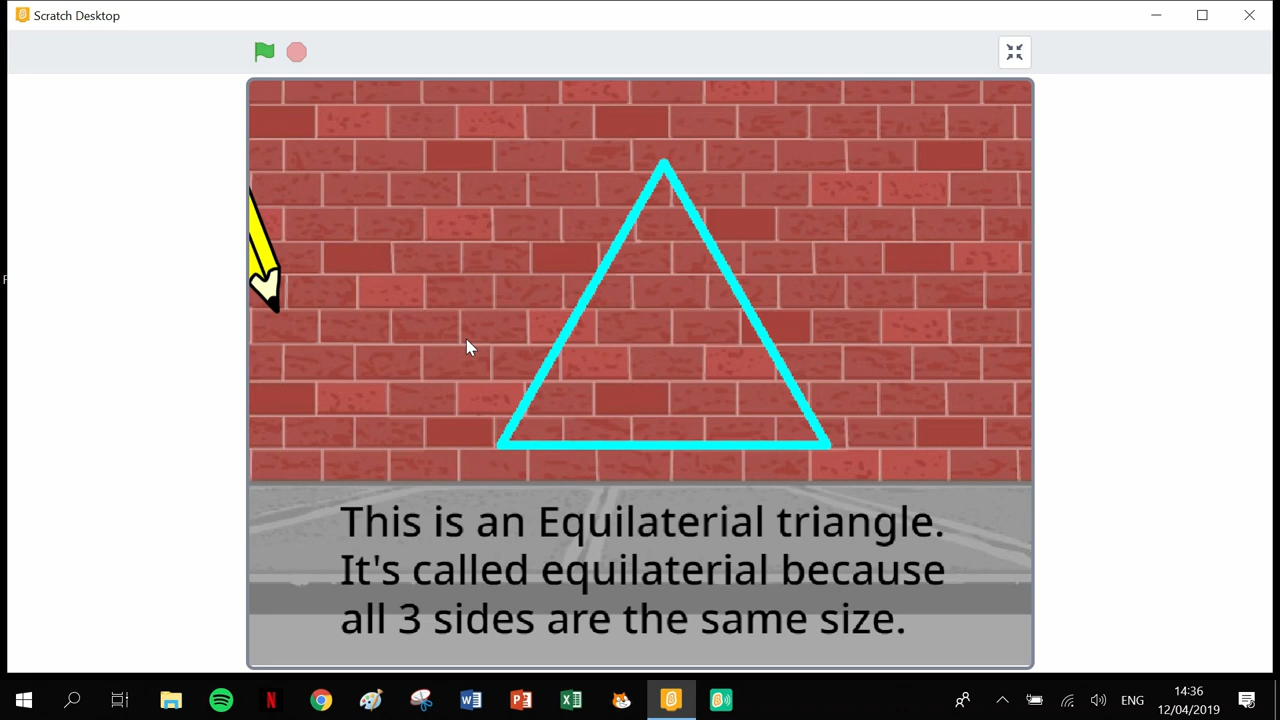 Scratch Desktop
This is an Equilaterial triangle.
It's called equilaterial because
all 3 sides are the same size.
ENG
14:36
12/04/2019